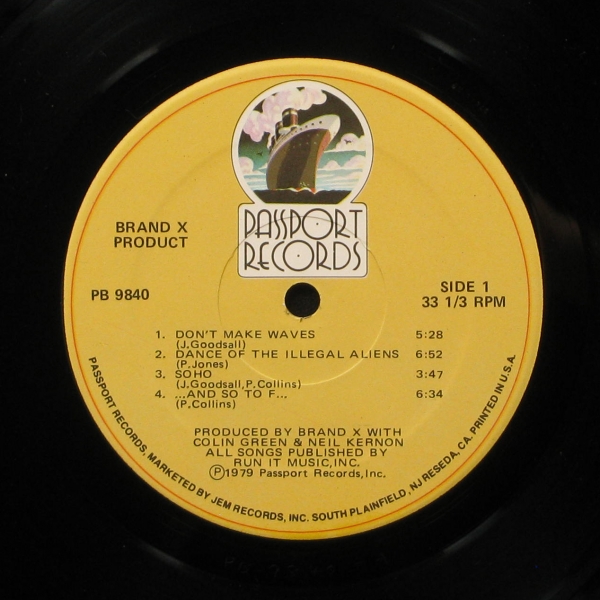 PASSPORT
RECORDS
BRAND X
PRODUCT
PB 9840
SIDE 1
33 1/3 RPM
1. DON'T MAKE WAVES 5:28
(J.Goodsall)
2. DANCE OF THE ILLEGAL ALIENS 6:52
(P.Jones)
3. SOHO 3:47
(J.Goodsall,P.Collins)
4. ...AND SO TO F... 6:34
(P.Collins)
PRODUCED BY BRAND X WITH
COLIN GREEN & NEIL KERNON
ALL SONGS PUBLISHED BY
RUN IT MUSIC,INC.
Ⓟ1979 Passport Records,Inc.
PASSPORT RECORDS, MARKETED BY JEM RECORDS, INC. SOUTH PLAINFIELD, NJ RESEDA, CA. PRINTED IN U.S.A.